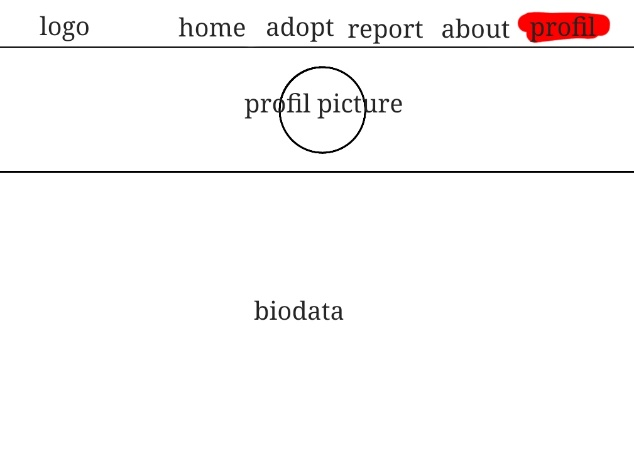 logo home adopt report about profil
profil picture
biodata